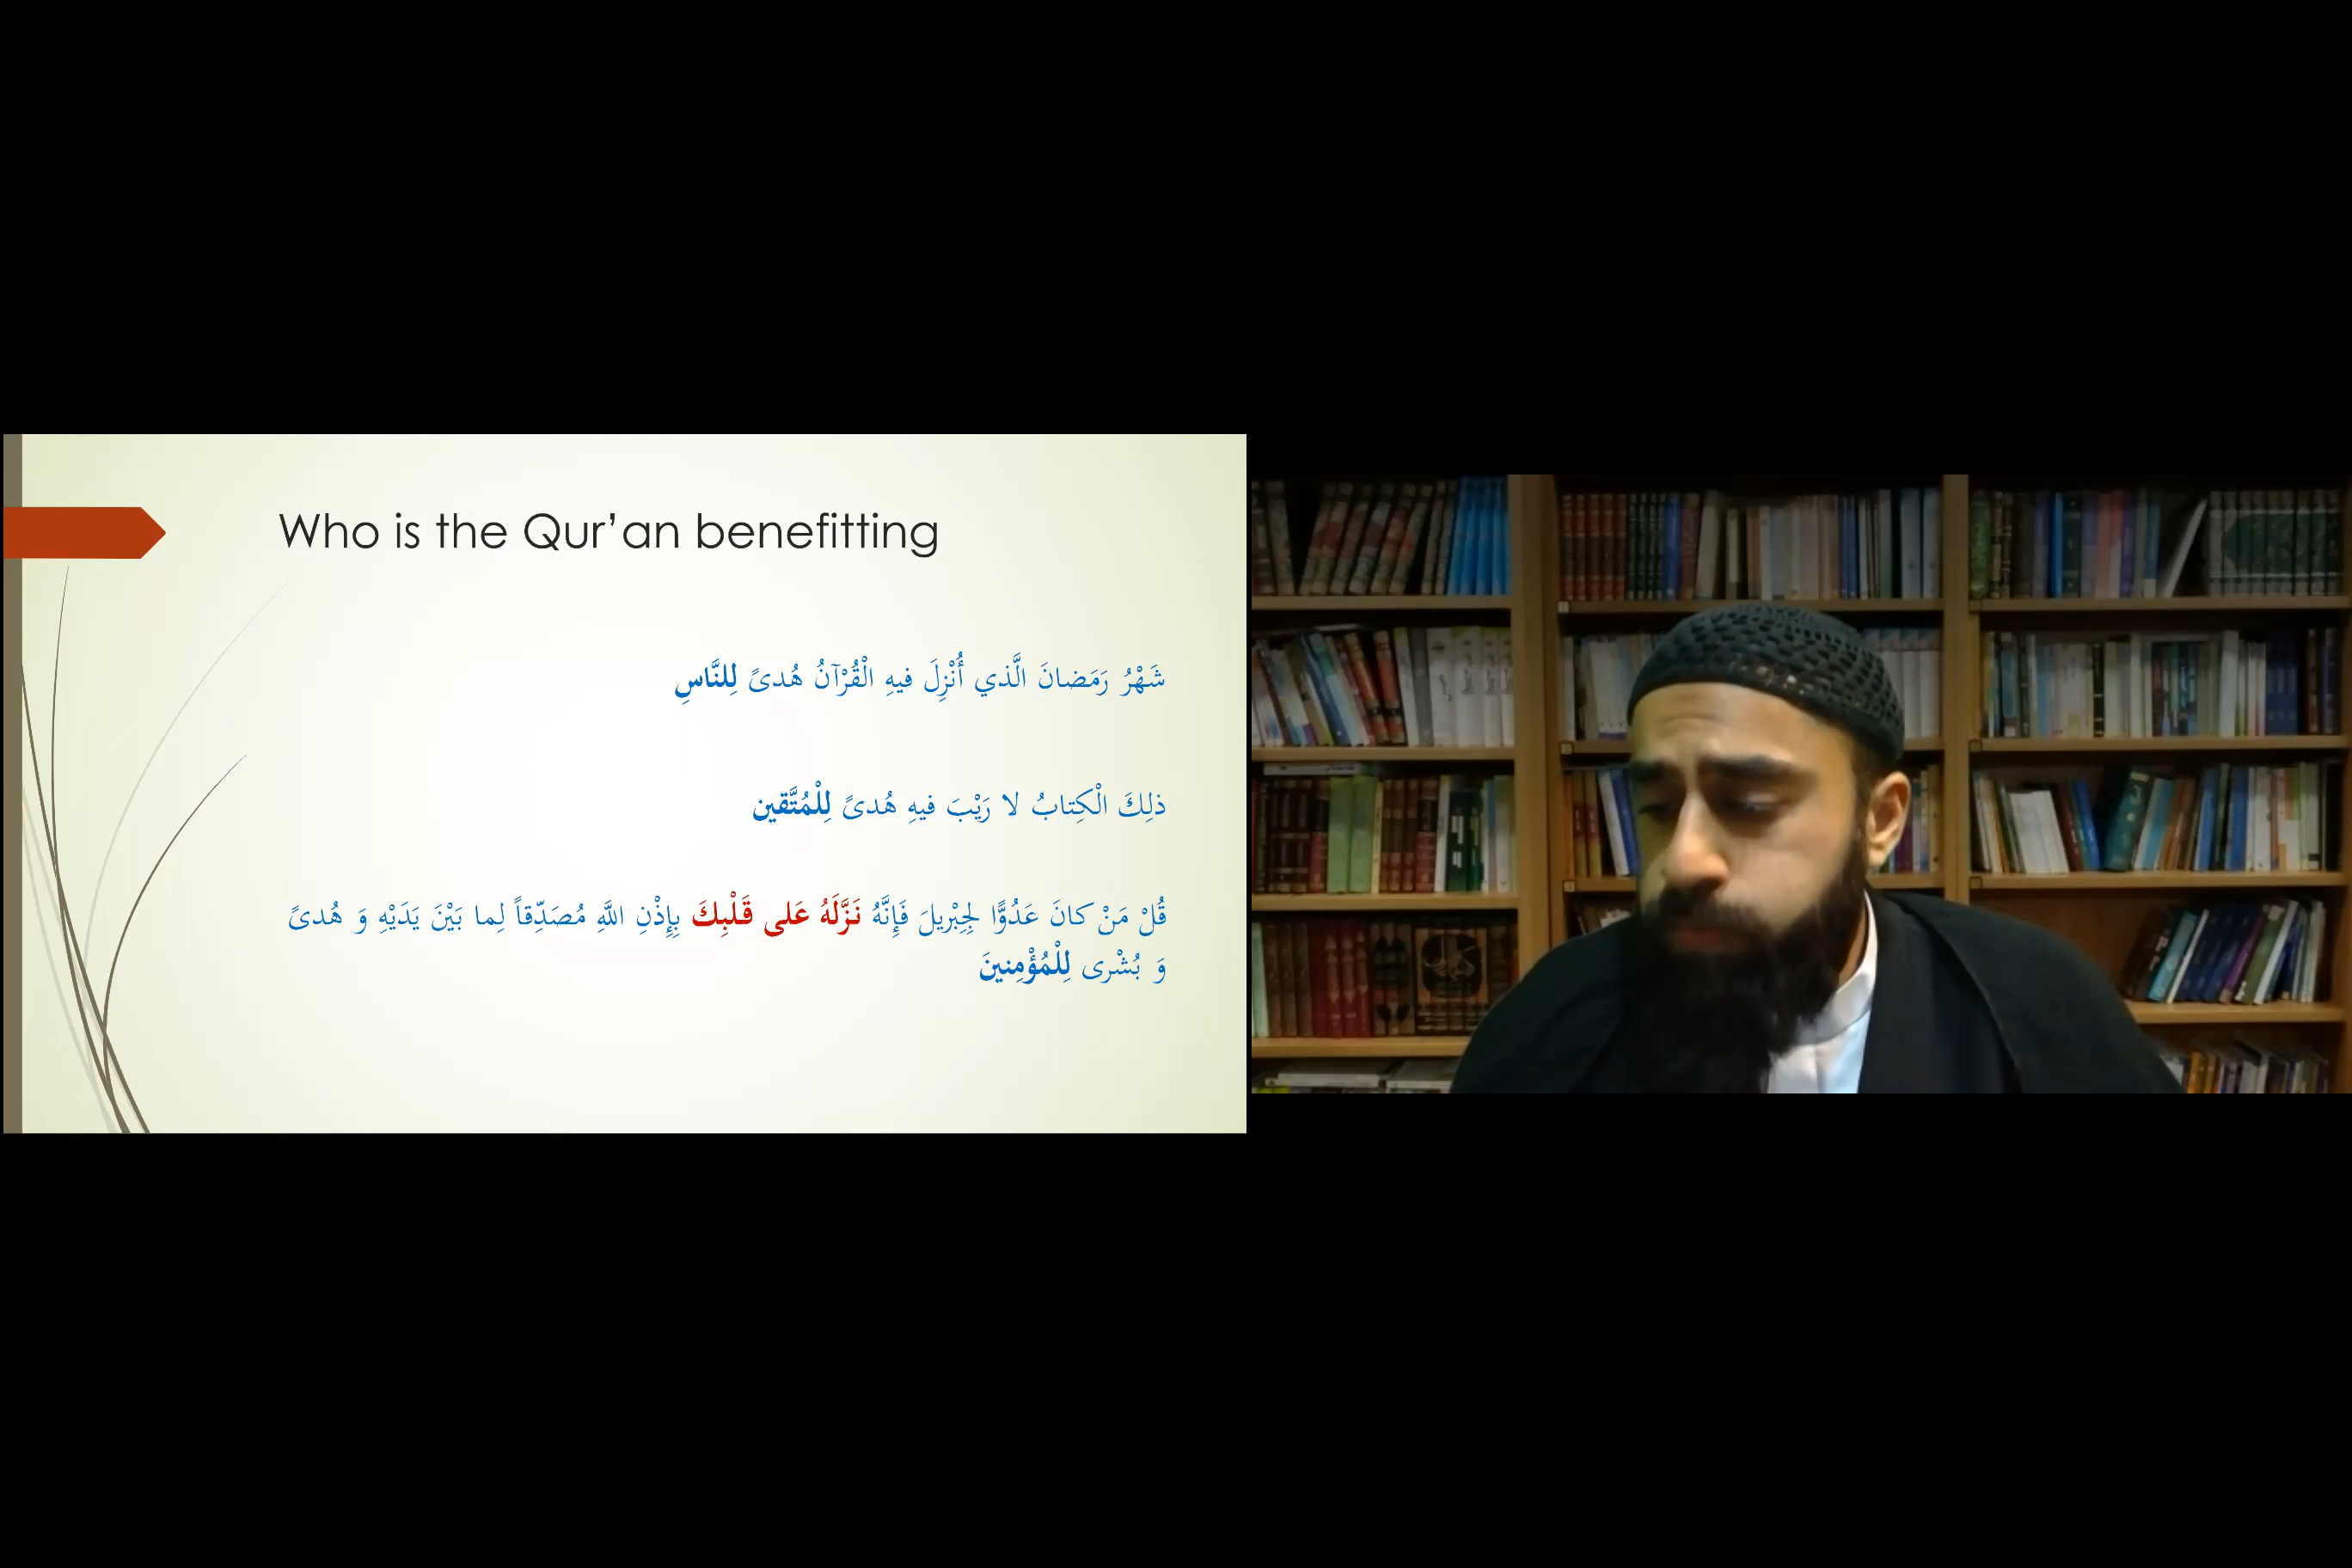 Who is the Qur’an benefitting
شَهْرُ رَمَضانَ الَّذي أُنْزِلَ فيهِ الْقُرْآنُ هُدىً لِلنَّاسِ
ذلِكَ الْكِتابُ لا رَيْبَ فيهِ هُدىً لِلْمُتَّقين
قُلْ مَنْ كانَ عَدُوًّا لِجِبْريلَ فَإِنَّهُ نَزَّلَهُ عَلى قَلْبِكَ بِإِذْنِ اللَّهِ مُصَدِّقاً لِما بَيْنَ يَدَيْهِ وَ هُدىً
وَ بُشْرى لِلْمُؤْمِنينَ